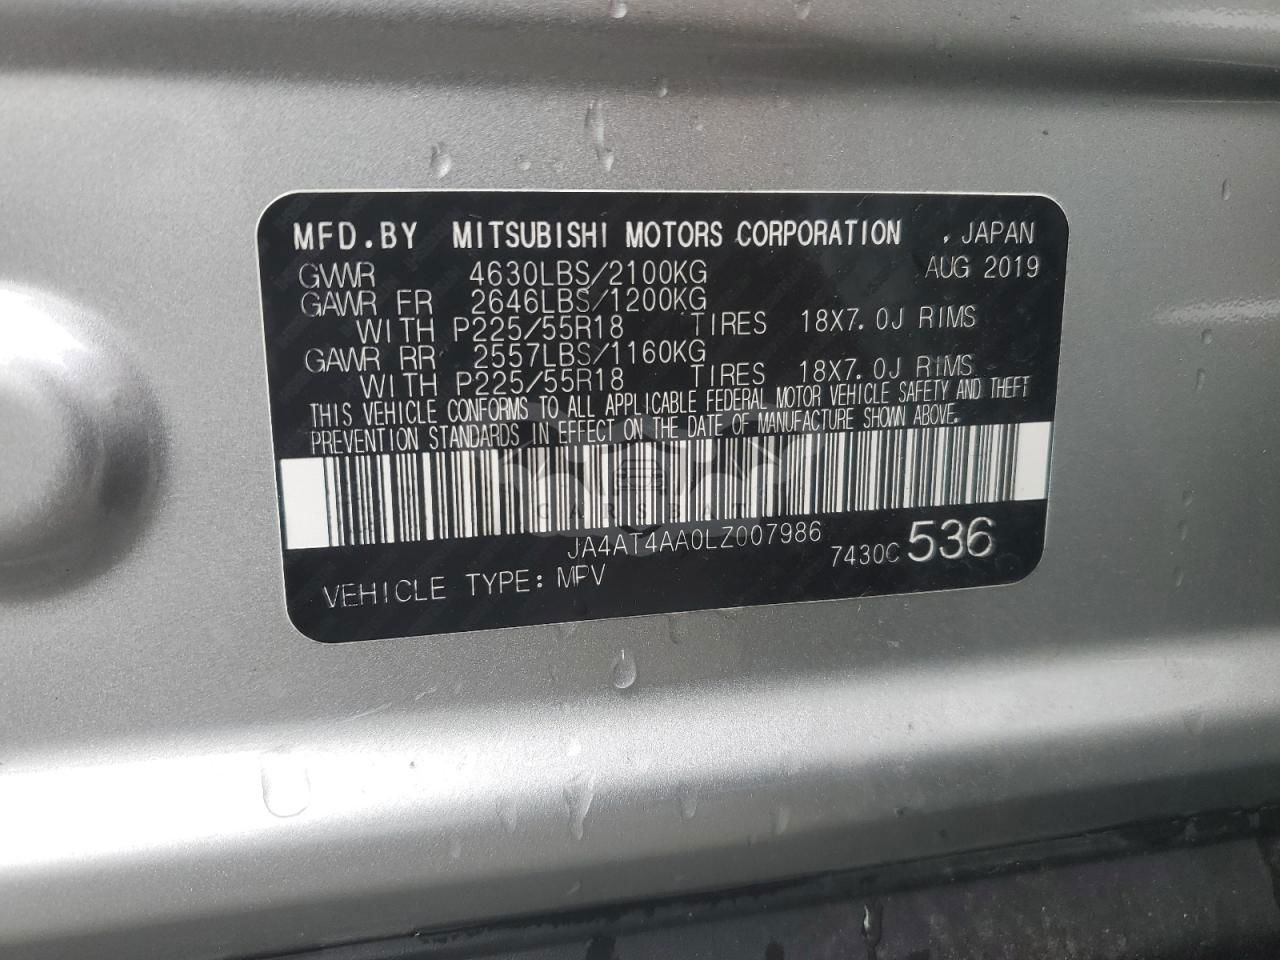 MFD.BY MITSUBISHI MOTORS CORPORATION , JAPAN
GVWR 4630LBS/2100KG AUG 2019
GAWR FR 2646LBS/1200KG
WITH P225/55R18 TIRES 18X7.0J RIMS
GAWR RR 2557LBS/1160KG
WITH P225/55R18 TIRES 18X7.0J RIMS
THIS VEHICLE CONFORMS TO ALL APPLICABLE FEDERAL MOTOR VEHICLE SAFETY AND THEFT
PREVENTION STANDARDS IN EFFECT ON THE DATE OF MANUFACTURE SHOWN ABOVE.
CARSBAT
JA4AT4AA0LZ007986
7430C 536
VEHICLE TYPE: MPV